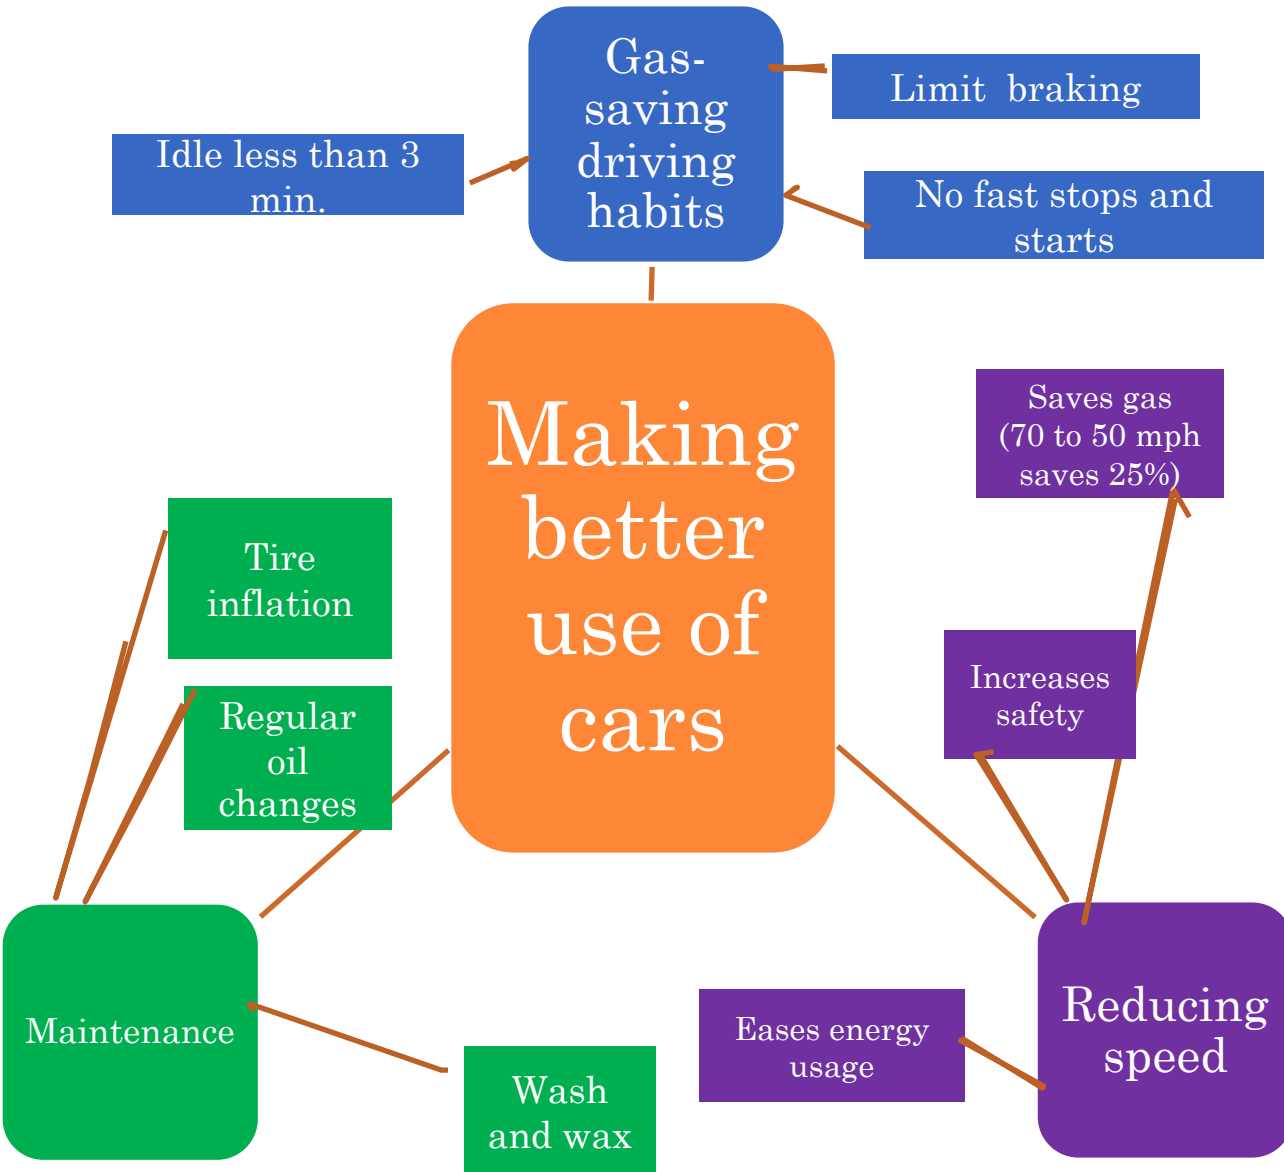 Gas-
saving
driving
habits
Limit  braking
Idle less than 3
min.
No fast stops and
starts
Making
better
use of
cars
Saves gas
(70 to 50 mph
saves 25%)
Tire
inflation
Increases
safety
Regular
oil
changes
Maintenance
Reducing
speed
Eases energy
usage
Wash
and wax